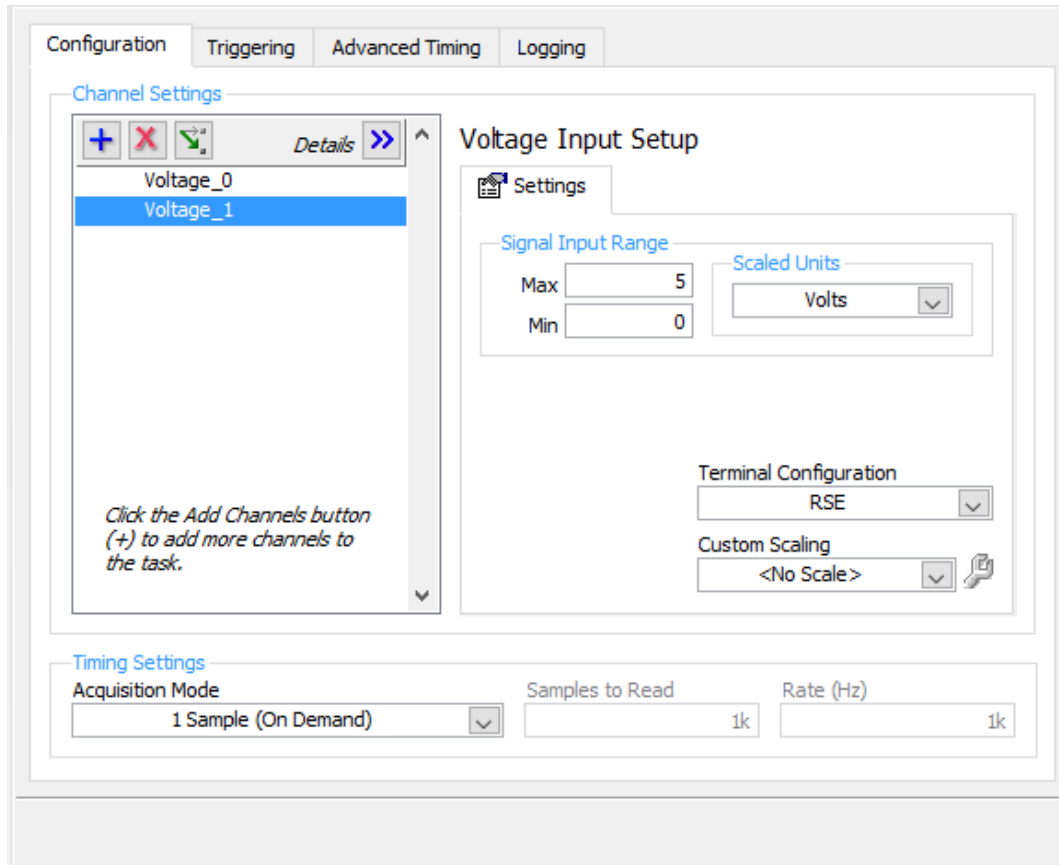 Configuration
Triggering
Advanced Timing
Logging
Channel Settings
Details
Voltage_0
Voltage_1
Click the Add Channels button
(+) to add more channels to
the task.
Voltage Input Setup
Settings
Signal Input Range
Max 5
Min 0
Scaled Units
Volts
Terminal Configuration
RSE
Custom Scaling
<No Scale>
Timing Settings
Acquisition Mode
1 Sample (On Demand)
Samples to Read
1k
Rate (Hz)
1k